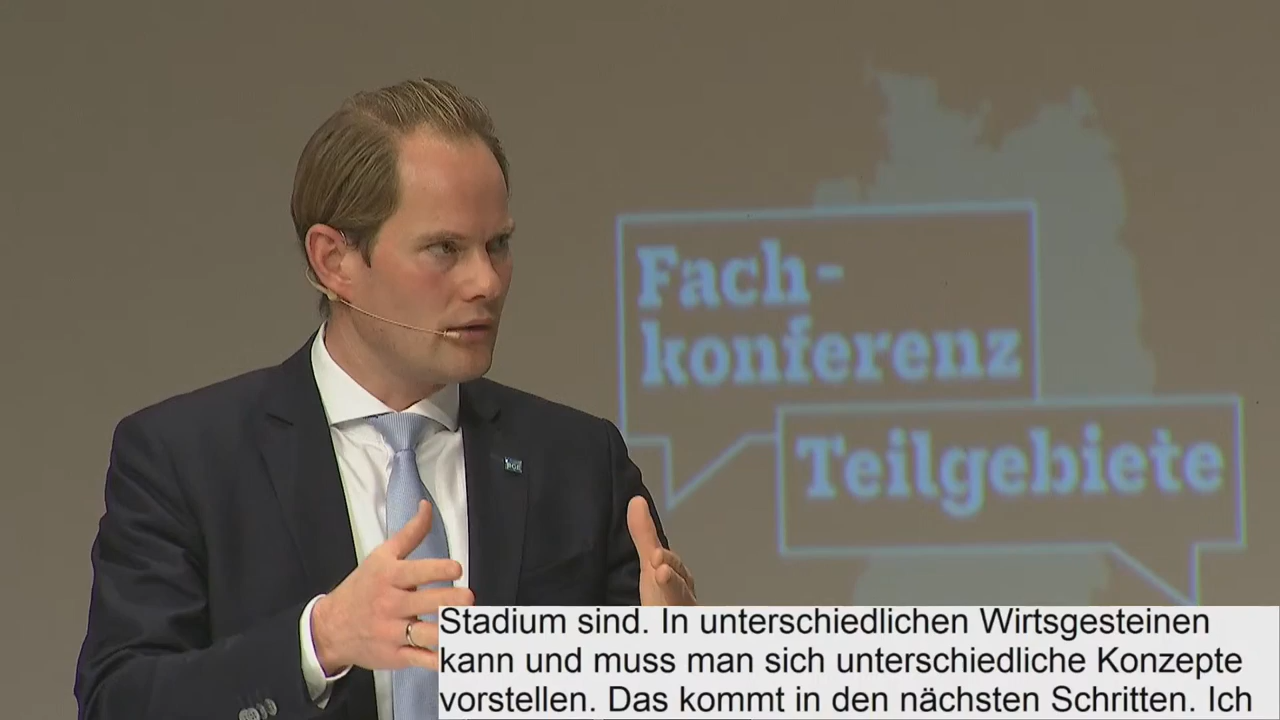 Fach-
konferenz
Teilgebiete
BGE
Stadium sind. In unterschiedlichen Wirtsgesteinen
kann und muss man sich unterschiedliche Konzepte
vorstellen. Das kommt in den nächsten Schritten. Ich